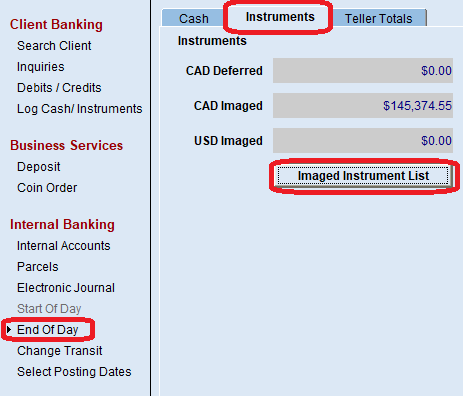 Client Banking
Search Client
Inquiries
Debits / Credits
Log Cash/ Instruments
Business Services
Deposit
Coin Order
Internal Banking
Internal Accounts
Parcels
Electronic Journal
Start Of Day
End Of Day
Change Transit
Select Posting Dates
Cash Instruments Teller Totals
Instruments
CAD Deferred $0.00
CAD Imaged $145,374.55
USD Imaged $0.00
Imaged Instrument List